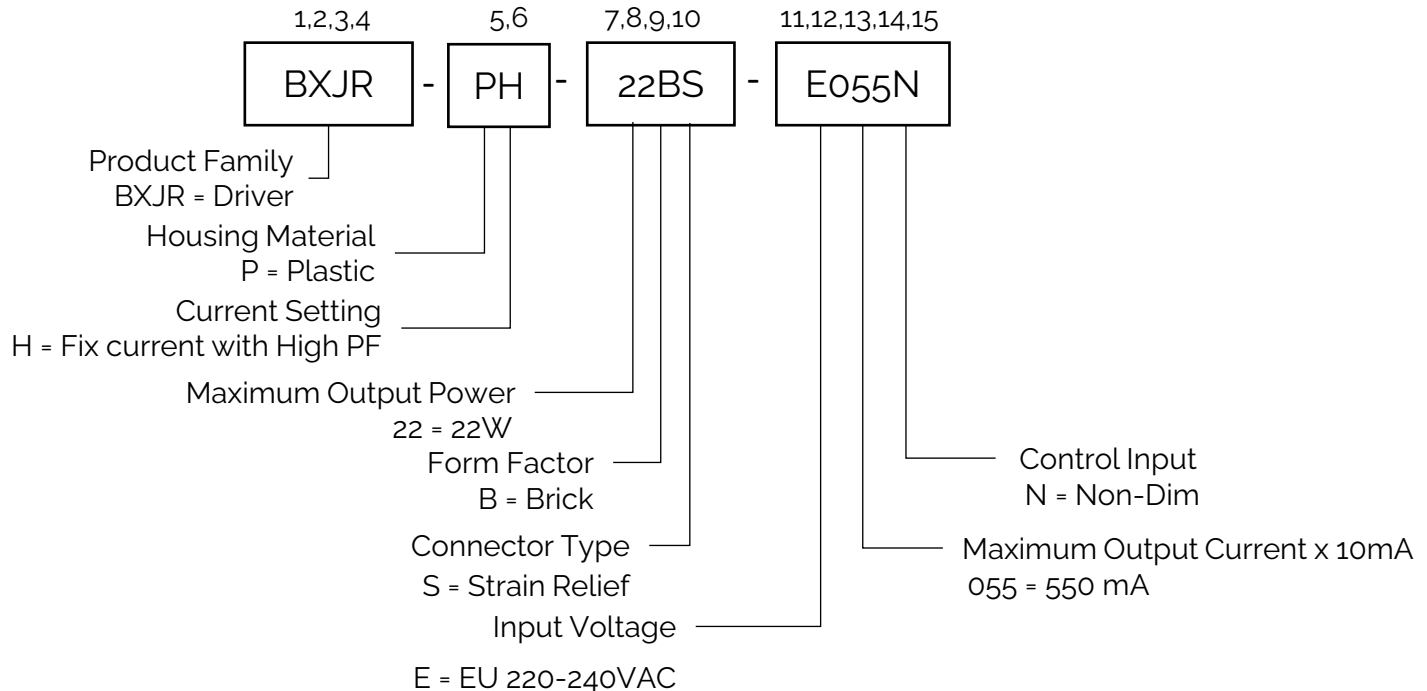 1,2,3,4 5,6 7,8,9,10 11,12,13,14,15
BXJR - PH - 22BS - E055N
Product Family
BXJR = Driver
Housing Material
P = Plastic
Current Setting
H = Fix current with High PF
Maximum Output Power
22 = 22W
Form Factor
B = Brick
Connector Type
S = Strain Relief
Input Voltage
E = EU 220-240VAC
Control Input
N = Non-Dim
Maximum Output Current x 10mA
055 = 550 mA